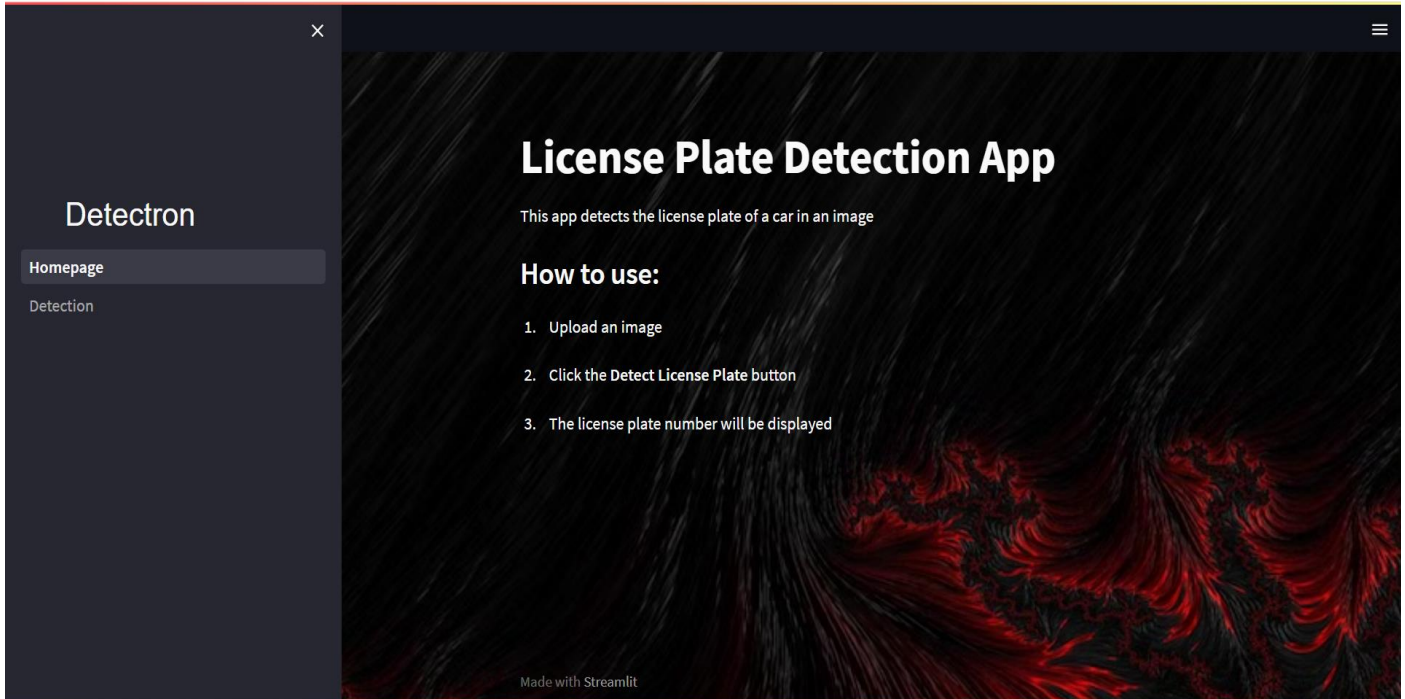 Detectron
Homepage
Detection
License Plate Detection App
This app detects the license plate of a car in an image
How to use:
1. Upload an image
2. Click the Detect License Plate button
3. The license plate number will be displayed
Made with Streamlit